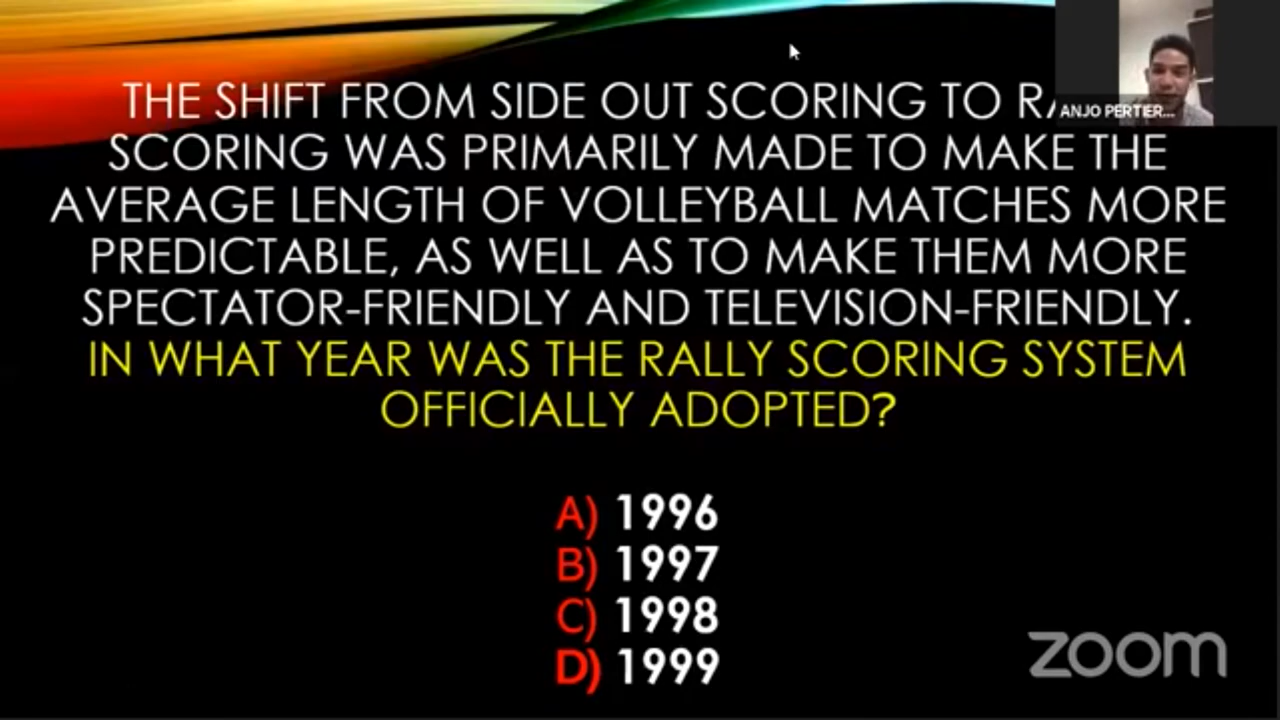 THE SHIFT FROM SIDE OUT SCORING TO
ANJO PERTIER...
SCORING WAS PRIMARILY MADE TO MAKE THE
AVERAGE LENGTH OF VOLLEYBALL MATCHES MORE
PREDICTABLE, AS WELL AS TO MAKE THEM MORE
SPECTATOR-FRIENDLY AND TELEVISION-FRIENDLY.
IN WHAT YEAR WAS THE RALLY SCORING SYSTEM
OFFICIALLY ADOPTED?
A) 1996
B) 1997
C) 1998
D) 1999
zoom